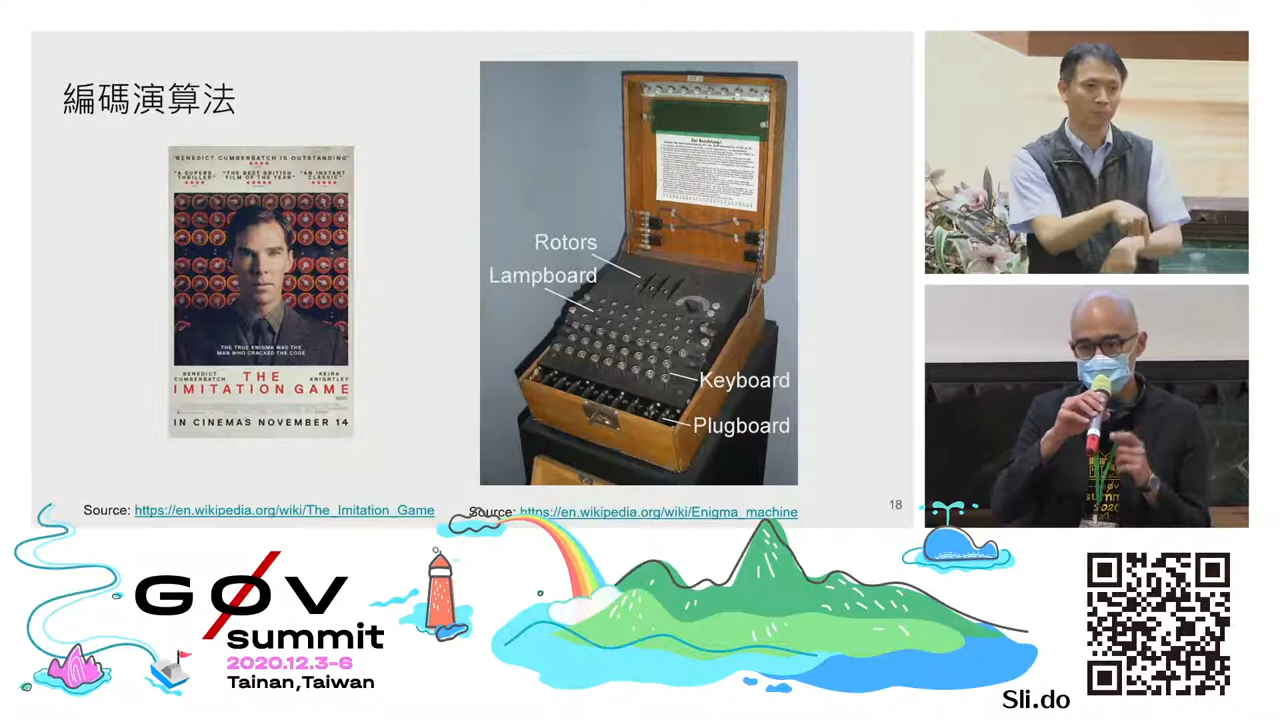 編碼演算法
"BENEDICT CUMBERBATCH IS OUTSTANDING"
"A SUPERB THRILLER"
"THE BEST BRITISH FILM OF THE YEAR"
"AN INSTANT CLASSIC"
THE TRUE ENIGMA WAS THE
MAN WHO CRACKED THE CODE
BENEDICT
CUMBERBATCH
KEIRA
KNIGHTLEY
THE
IMITATION GAME
IN CINEMAS NOVEMBER 14
Rotors
Lampboard
Keyboard
Plugboard
Source: https://en.wikipedia.org/wiki/The_Imitation_Game
Source: https://en.wikipedia.org/wiki/Enigma_machine
18
summit
2020
GØV
summit
2020.12.3-6
Tainan,Taiwan
Sli.do